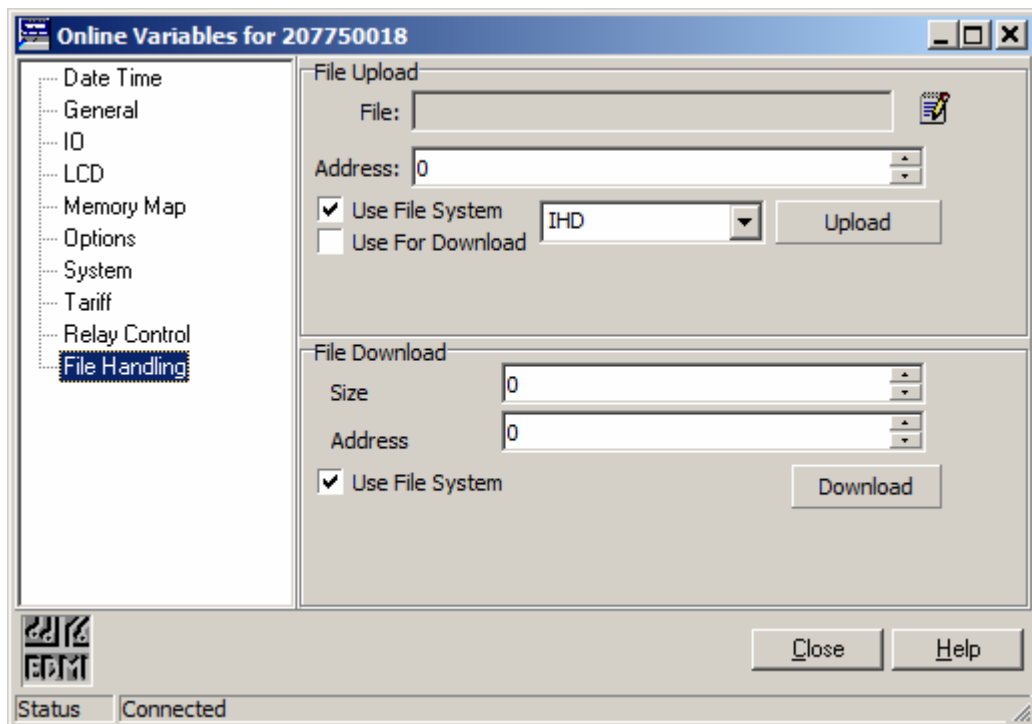 Online Variables for 207750018
Date Time
General
IO
LCD
Memory Map
Options
System
Tariff
Relay Control
File Handling
File Upload
File:
Address: 0
Use File System
IHD
Upload
Use For Download
File Download
Size 0
Address 0
Use File System
Download
EDMI
Close
Help
Status Connected